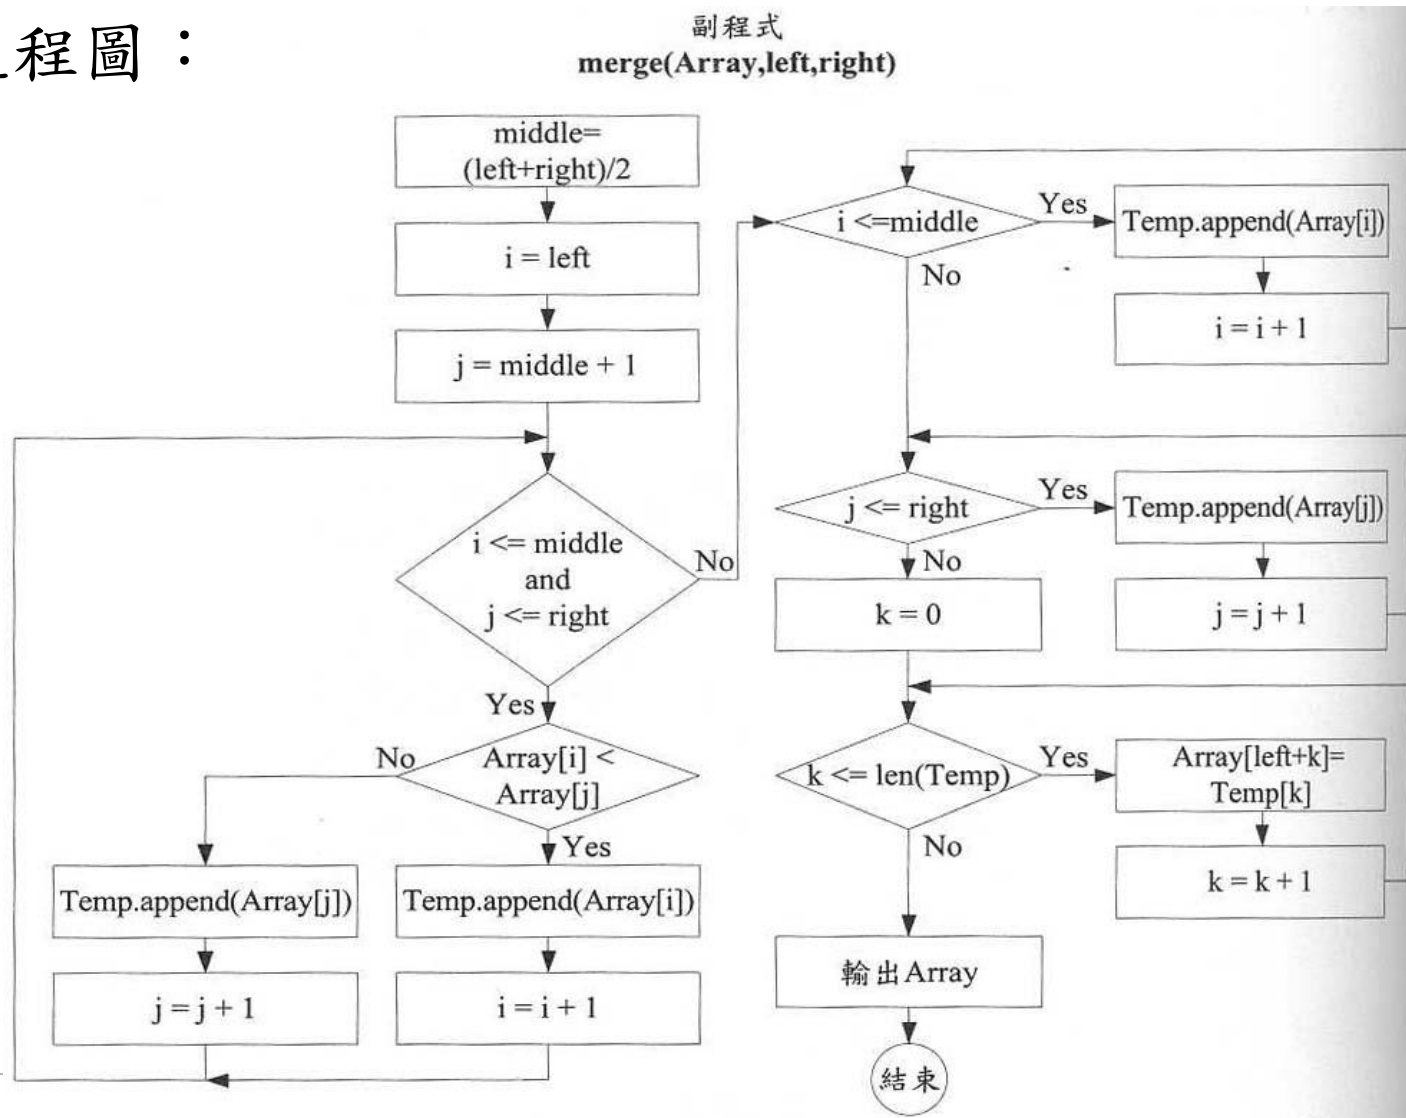 程圖：
副程式
merge(Array,left,right)
middle=
(left+right)/2
i = left
j = middle + 1
i <= middle
and
j <= right
No
Yes
Array[i] <
Array[j]
No
Yes
Temp.append(Array[j])
Temp.append(Array[i])
j = j + 1
i = i + 1
i <=middle
Yes
Temp.append(Array[i])
i = i + 1
No
j <= right
Yes
Temp.append(Array[j])
j = j + 1
No
k = 0
k <= len(Temp)
Yes
Array[left+k]=
Temp[k]
k = k + 1
No
輸出Array
結束